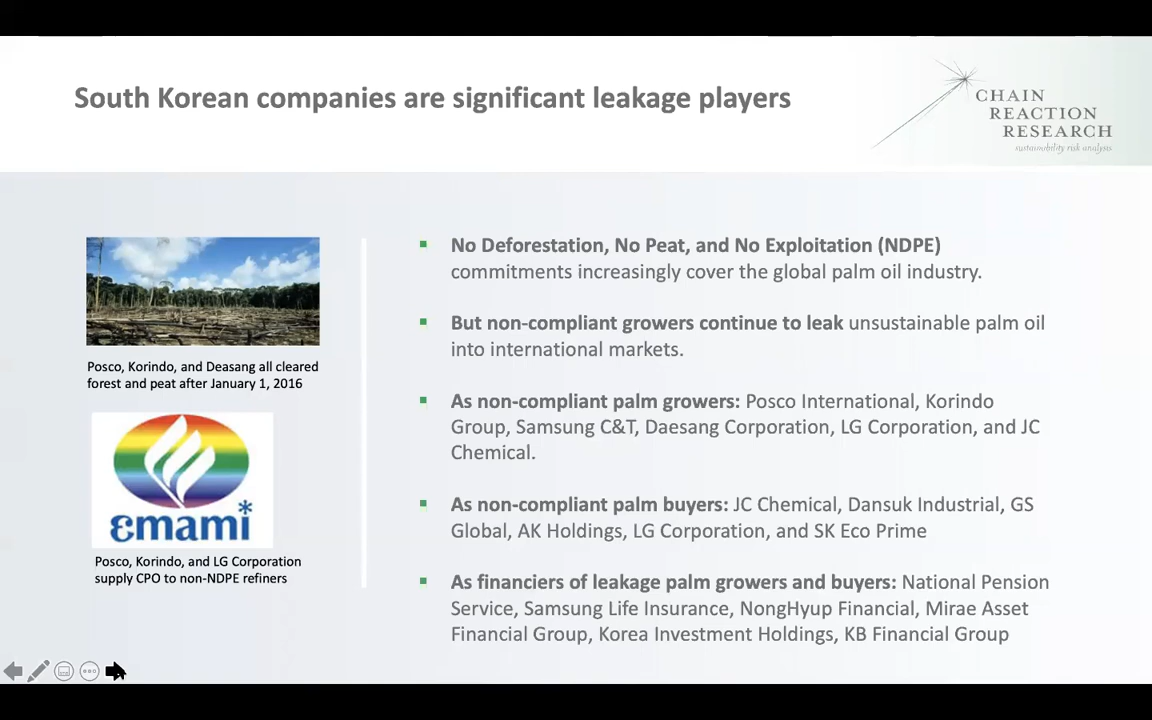 South Korean companies are significant leakage players
CHAIN
REACTION
RESEARCH
sustainability risk analysis
Posco, Korindo, and Deasang all cleared
forest and peat after January 1, 2016
emami*
Posco, Korindo, and LG Corporation
supply CPO to non-NDPE refiners
No Deforestation, No Peat, and No Exploitation (NDPE)
commitments increasingly cover the global palm oil industry.
But non-compliant growers continue to leak unsustainable palm oil
into international markets.
As non-compliant palm growers: Posco International, Korindo
Group, Samsung C&T, Daesang Corporation, LG Corporation, and JC
Chemical.
As non-compliant palm buyers: JC Chemical, Dansuk Industrial, GS
Global, AK Holdings, LG Corporation, and SK Eco Prime
As financiers of leakage palm growers and buyers: National Pension
Service, Samsung Life Insurance, NongHyup Financial, Mirae Asset
Financial Group, Korea Investment Holdings, KB Financial Group